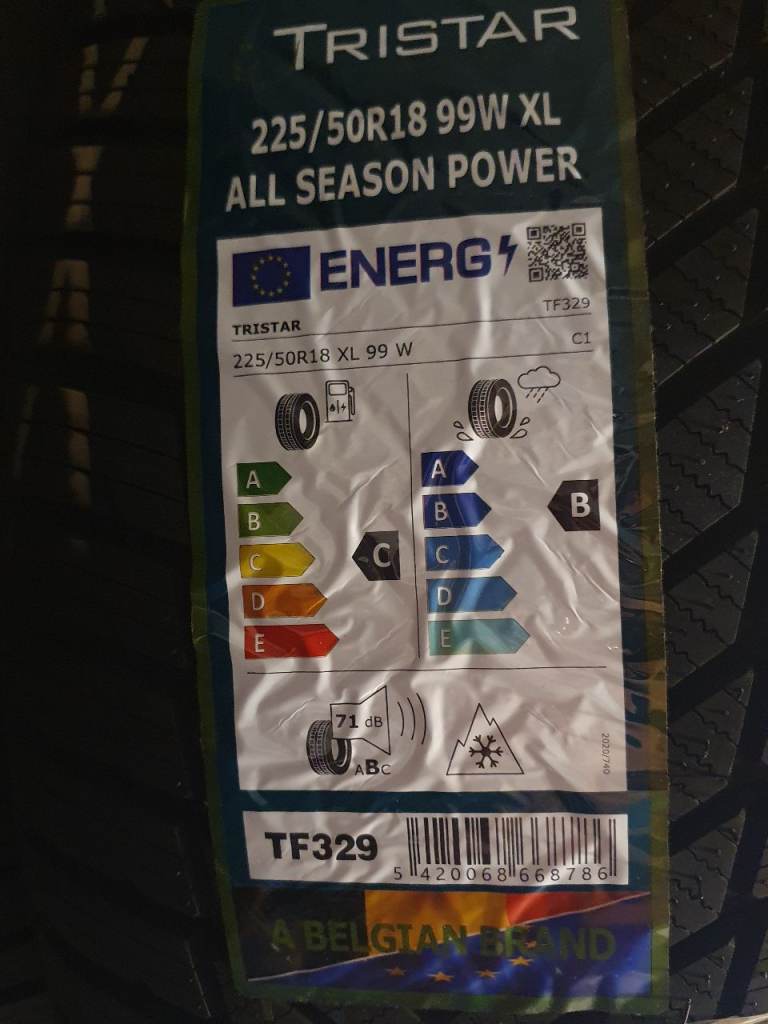 TRISTAR
225/50R18 99W XL
ALL SEASON POWER
ENERG
TRISTAR TF329
225/50R18 XL 99 W C1
A A
B B B
C C C
D D
E E
71 dB
ABC
2020/740
TF329
5 420068 668786
A BELGIAN BRAND